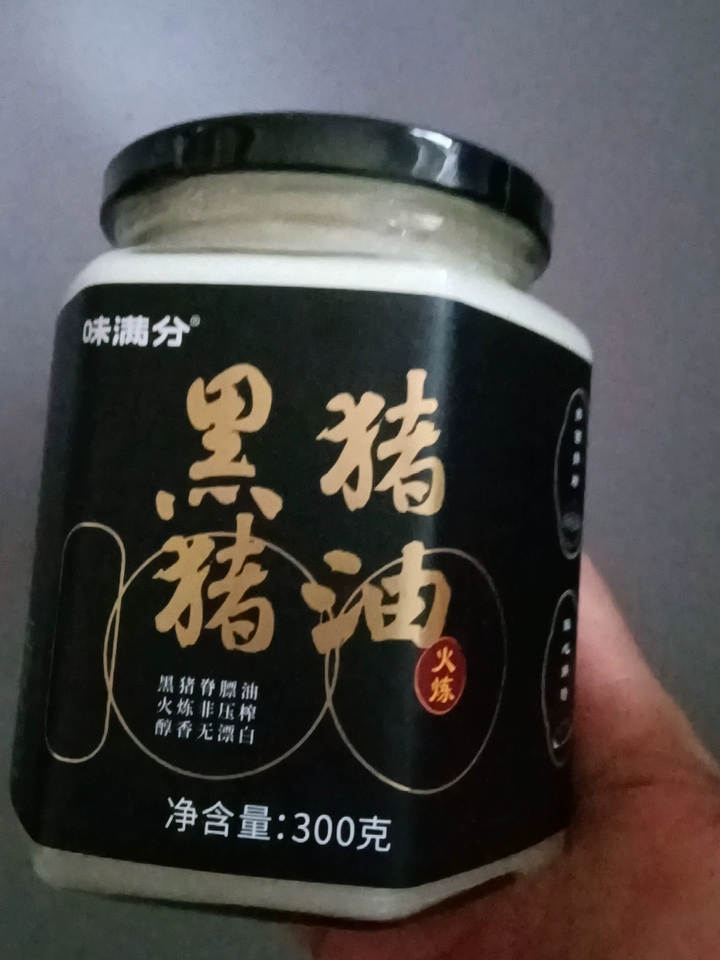 味满分®
黑猪
猪油
火炼
黑猪脊膘油
火炼非压榨
醇香无漂白
净含量:300克